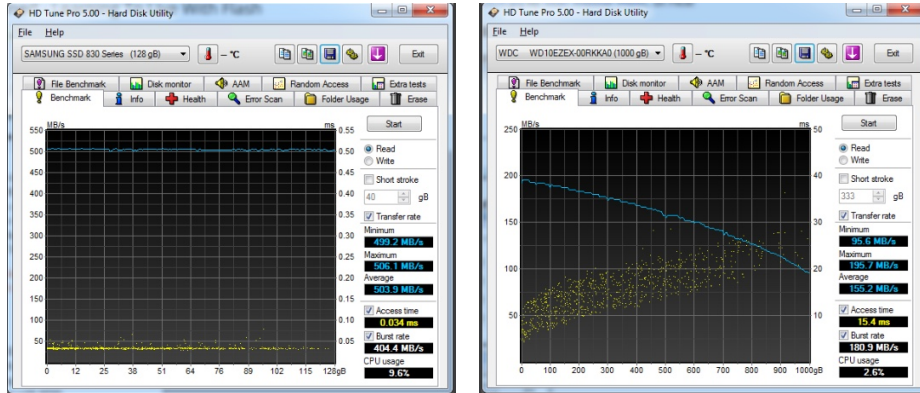 HD Tune Pro 5.00 - Hard Disk Utility
File Help
SAMSUNG SSD 830 Series (128 gB)
– °C
Exit
File Benchmark Disk monitor AAM Random Access Extra tests
Benchmark Info Health Error Scan Folder Usage Erase
MB/s ms
550 0.55
500 0.50
450 0.45
400 0.40
350 0.35
300 0.30
250 0.25
200 0.20
150 0.15
100 0.10
50 0.05
0 12 25 38 51 64 76 89 102 115 128gB
Start
Read
Write
Short stroke
40 gB
Transfer rate
Minimum
499.2 MB/s
Maximum
506.1 MB/s
Average
503.9 MB/s
Access time
0.034 ms
Burst rate
404.4 MB/s
CPU usage
9.6%
HD Tune Pro 5.00 - Hard Disk Utility
File Help
WDC WD10EZEX-00RKKA0 (1000 gB)
– °C
Exit
File Benchmark Disk monitor AAM Random Access Extra tests
Benchmark Info Health Error Scan Folder Usage Erase
MB/s ms
250 50
200 40
150 30
100 20
50 10
0 100 200 300 400 500 600 700 800 900 1000gB
Start
Read
Write
Short stroke
333 gB
Transfer rate
Minimum
95.6 MB/s
Maximum
195.7 MB/s
Average
155.2 MB/s
Access time
15.4 ms
Burst rate
180.9 MB/s
CPU usage
2.6%